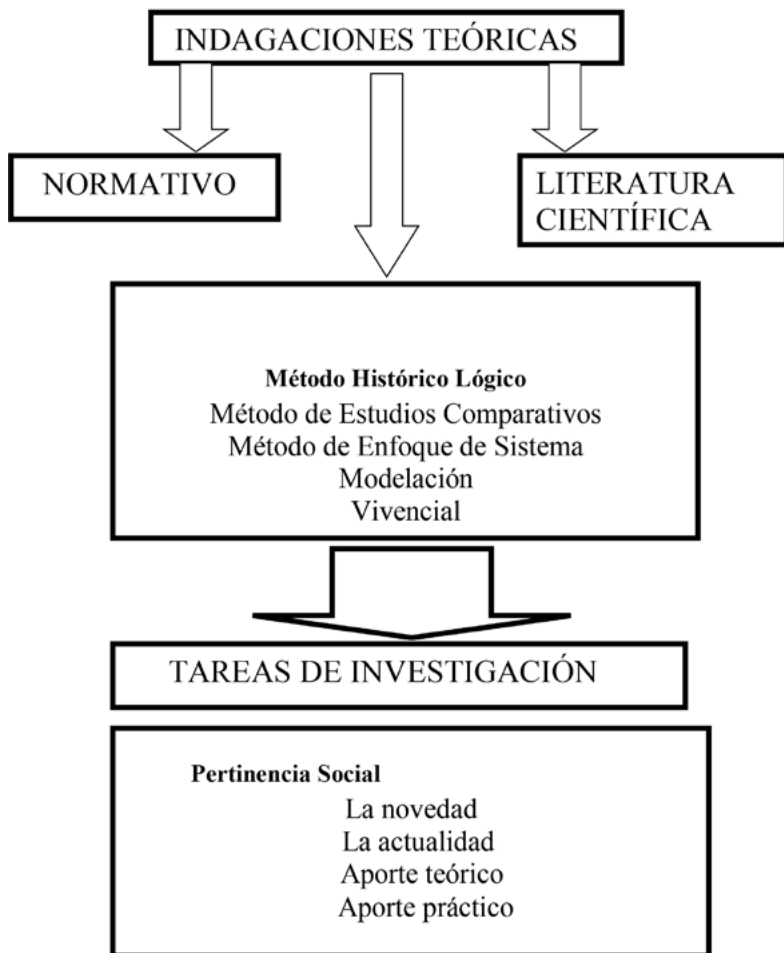 INDAGACIONES TEÓRICAS
NORMATIVO
LITERATURA
CIENTÍFICA
Método Histórico Lógico
Método de Estudios Comparativos
Método de Enfoque de Sistema
Modelación
Vivencial
TAREAS DE INVESTIGACIÓN
Pertinencia Social
La novedad
La actualidad
Aporte teórico
Aporte práctico